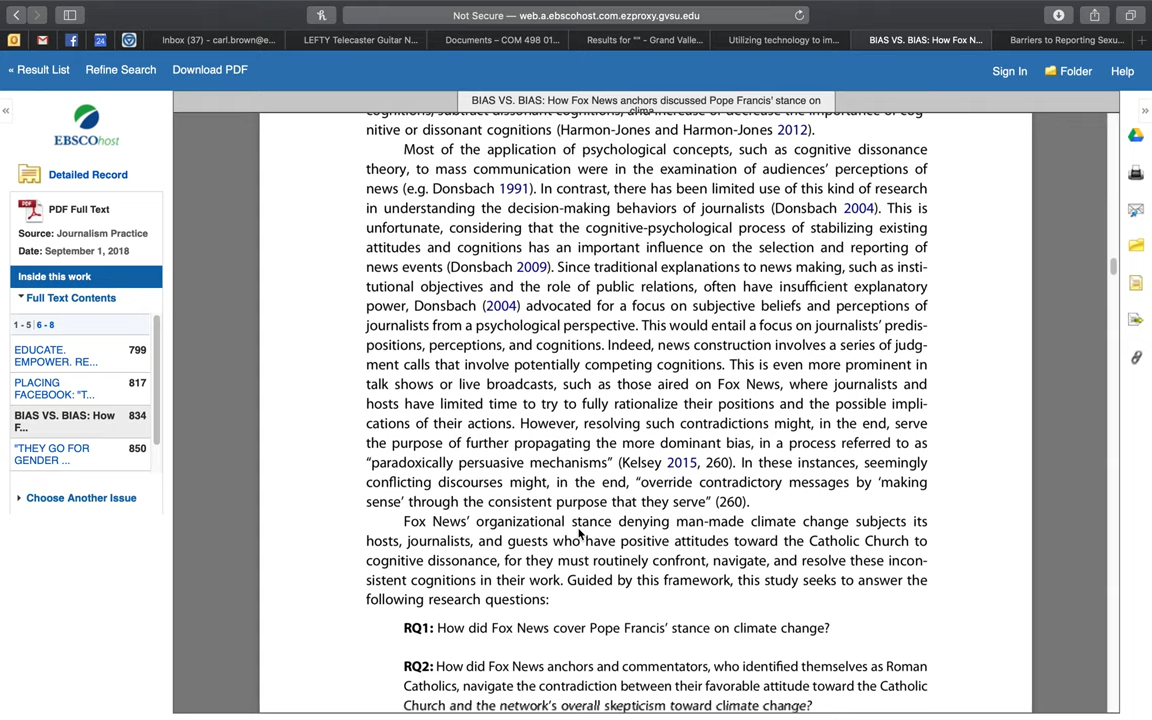 Not Secure — web.a.ebscohost.com.ezproxy.gvsu.edu
24
Inbox (37) - carl.brown@e...
LEFTY Telecaster Guitar N...
Documents – COM 498 01...
Results for "" - Grand Valle...
Utilizing technology to im...
BIAS VS. BIAS: How Fox N...
Barriers to Reporting Sexu...
« Result List
Refine Search
Download PDF
Sign In
Folder
Help
EBSCOhost
Detailed Record
PDF
PDF Full Text
Source: Journalism Practice
Date: September 1, 2018
Inside this work
Full Text Contents
1 - 5 | 6 - 8
EDUCATE. EMPOWER. RE... 799
PLACING FACEBOOK: "T... 817
BIAS VS. BIAS: How F... 834
"THEY GO FOR GENDER ... 850
Choose Another Issue
BIAS VS. BIAS: How Fox News anchors discussed Pope Francis' stance on
clima...
nitive or dissonant cognitions (Harmon-Jones and Harmon-Jones 2012).
Most of the application of psychological concepts, such as cognitive dissonance
theory, to mass communication were in the examination of audiences' perceptions of
news (e.g. Donsbach 1991). In contrast, there has been limited use of this kind of research
in understanding the decision-making behaviors of journalists (Donsbach 2004). This is
unfortunate, considering that the cognitive-psychological process of stabilizing existing
attitudes and cognitions has an important influence on the selection and reporting of
news events (Donsbach 2009). Since traditional explanations to news making, such as insti-
tutional objectives and the role of public relations, often have insufficient explanatory
power, Donsbach (2004) advocated for a focus on subjective beliefs and perceptions of
journalists from a psychological perspective. This would entail a focus on journalists' predis-
positions, perceptions, and cognitions. Indeed, news construction involves a series of judg-
ment calls that involve potentially competing cognitions. This is even more prominent in
talk shows or live broadcasts, such as those aired on Fox News, where journalists and
hosts have limited time to try to fully rationalize their positions and the possible impli-
cations of their actions. However, resolving such contradictions might, in the end, serve
the purpose of further propagating the more dominant bias, in a process referred to as
“paradoxically persuasive mechanisms” (Kelsey 2015, 260). In these instances, seemingly
conflicting discourses might, in the end, “override contradictory messages by ‘making
sense’ through the consistent purpose that they serve” (260).
Fox News’ organizational stance denying man-made climate change subjects its
hosts, journalists, and guests who have positive attitudes toward the Catholic Church to
cognitive dissonance, for they must routinely confront, navigate, and resolve these incon-
sistent cognitions in their work. Guided by this framework, this study seeks to answer the
following research questions:
RQ1: How did Fox News cover Pope Francis’ stance on climate change?
RQ2: How did Fox News anchors and commentators, who identified themselves as Roman
Catholics, navigate the contradiction between their favorable attitude toward the Catholic
Church and the network’s overall skepticism toward climate change?